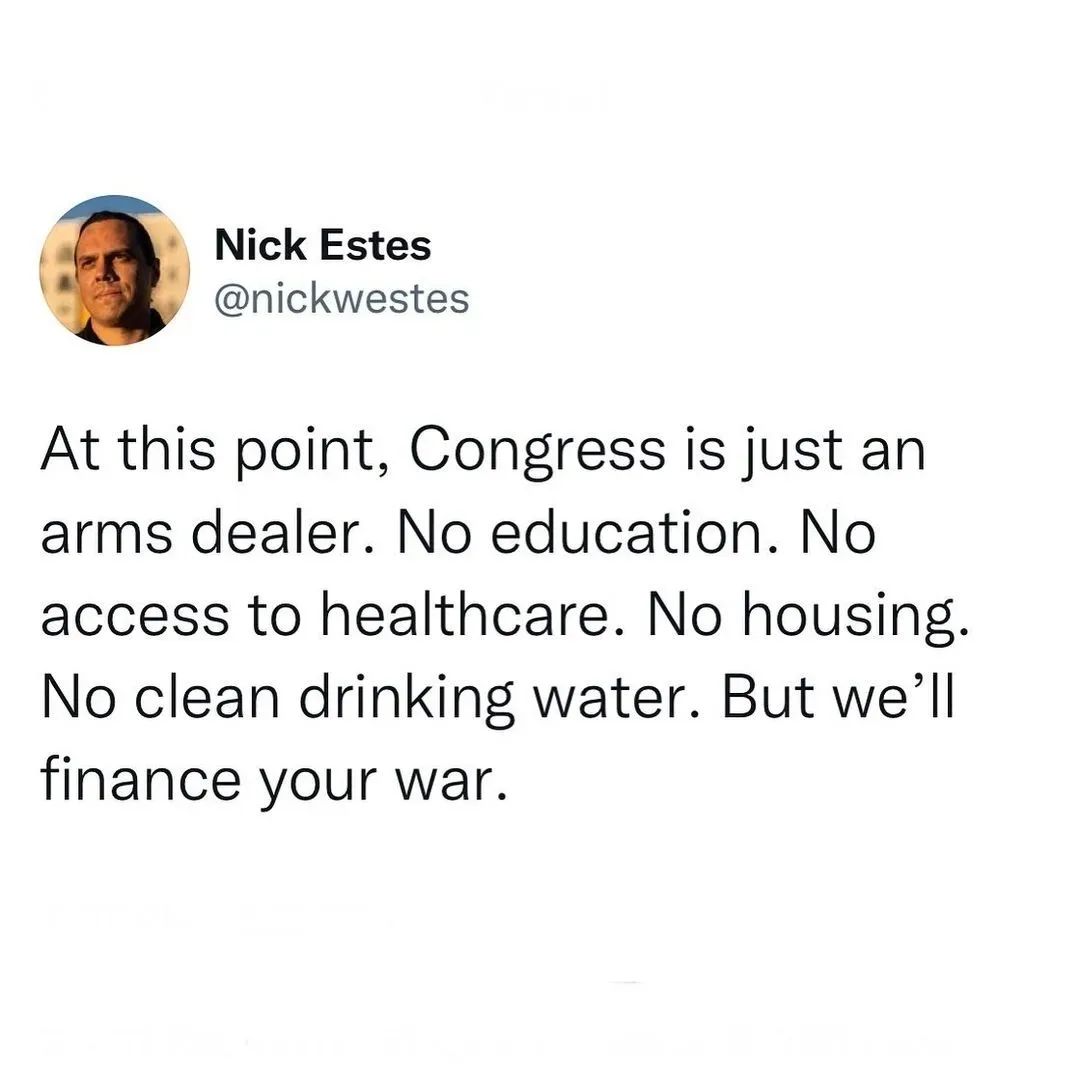 Nick Estes
@nickwestes
At this point, Congress is just an
arms dealer. No education. No
access to healthcare. No housing.
No clean drinking water. But we’ll
finance your war.